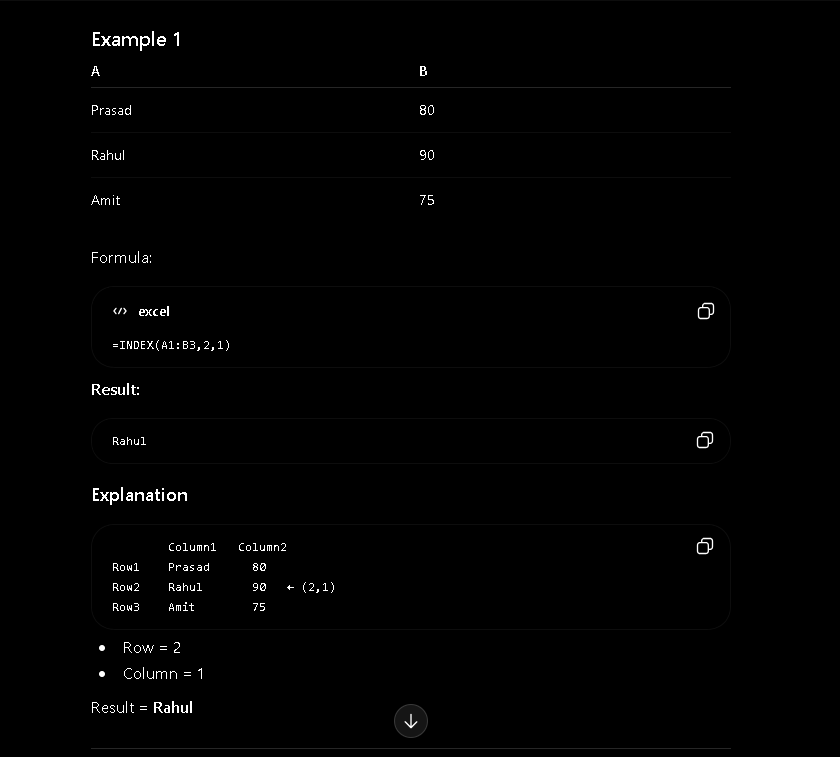 Example 1
A B
Prasad 80
Rahul 90
Amit 75
Formula:
excel
=INDEX(A1:B3,2,1)
Result:
Rahul
Explanation
Column1 Column2
Row1 Prasad 80
Row2 Rahul 90 ← (2,1)
Row3 Amit 75
• Row = 2
• Column = 1
Result = Rahul